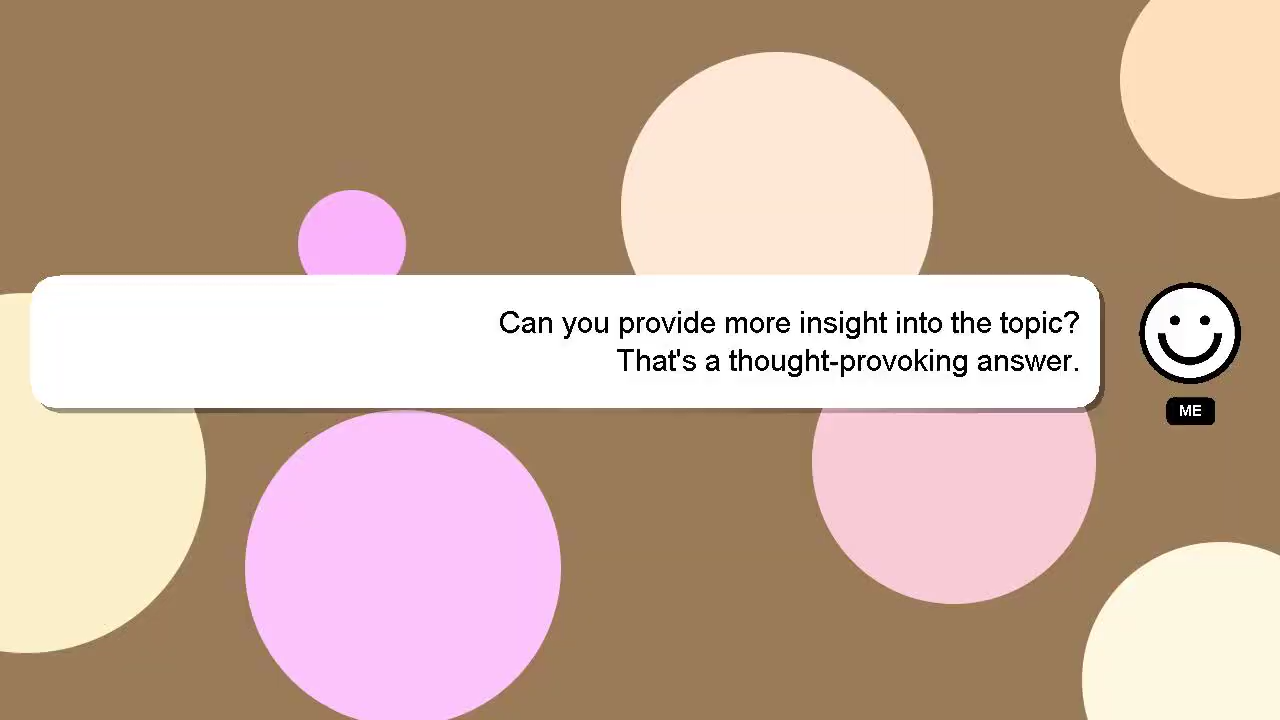 Can you provide more insight into the topic?
That's a thought-provoking answer.
ME